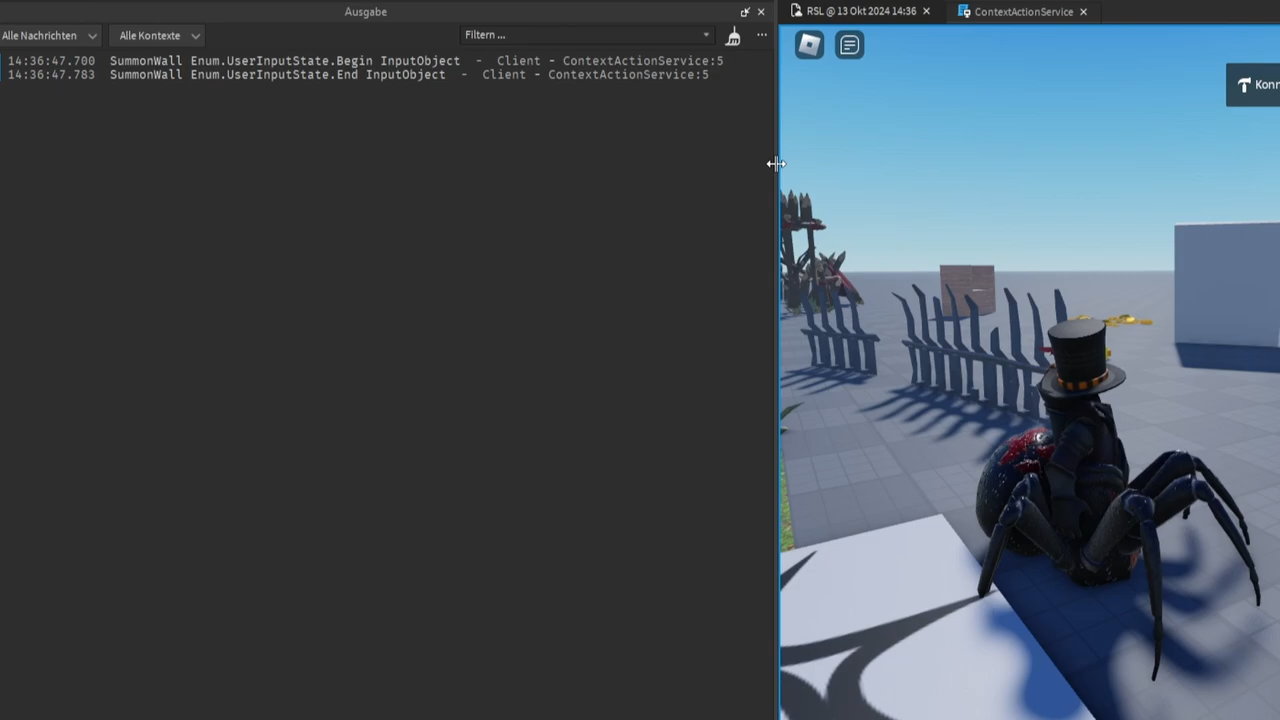 Ausgabe
RSL @ 13 Okt 2024 14:36
ContextActionService
Alle Nachrichten
Alle Kontexte
Filtern ...
14:36:47.700 SummonWall Enum.UserInputState.Begin InputObject - Client - ContextActionService:5
14:36:47.783 SummonWall Enum.UserInputState.End InputObject - Client - ContextActionService:5
Konn